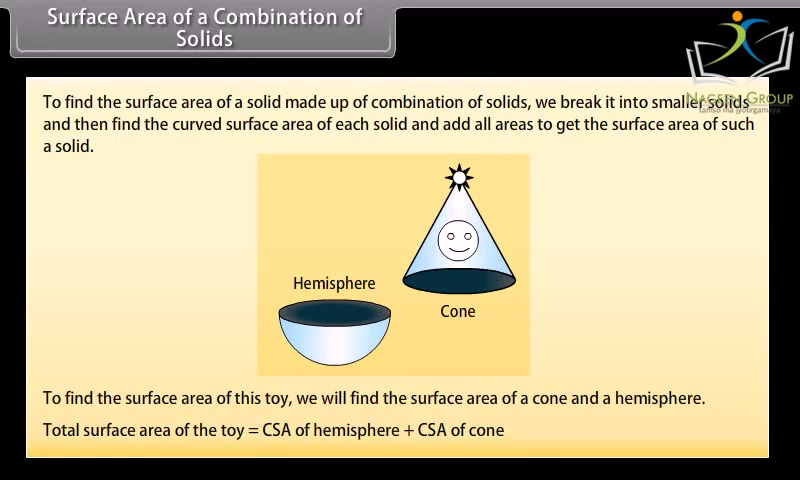 Surface Area of a Combination of
Solids
NAGEEN GROUP
tamso ma jyotirgamaya
To find the surface area of a solid made up of combination of solids, we break it into smaller solids
and then find the curved surface area of each solid and add all areas to get the surface area of such
a solid.
Hemisphere
Cone
To find the surface area of this toy, we will find the surface area of a cone and a hemisphere.
Total surface area of the toy = CSA of hemisphere + CSA of cone